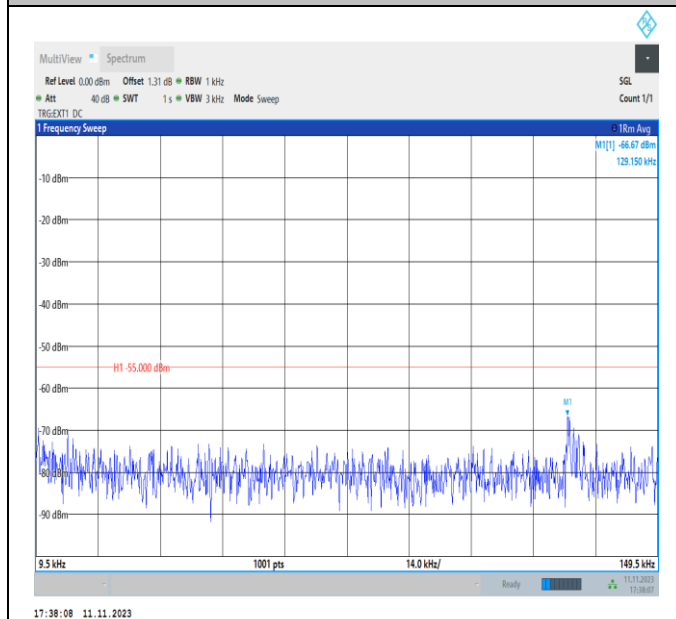 MultiView Spectrum
Ref Level 0.00 dBm Offset 1.31 dB RBW 1 kHz SGL
Att 40 dB SWT 1 s VBW 3 kHz Mode Sweep Count 1/1
TRG:EXT1 DC
1 Frequency Sweep 1Rm Avg
M1[1] -66.67 dBm
129.150 kHz
-10 dBm
-20 dBm
-30 dBm
-40 dBm
-50 dBm
H1 -55.000 dBm
-60 dBm
M1
-70 dBm
-80 dBm
-90 dBm
9.5 kHz 1001 pts 14.0 kHz/ 149.5 kHz
Ready 11.11.2023
17:38:07
17:38:08 11.11.2023